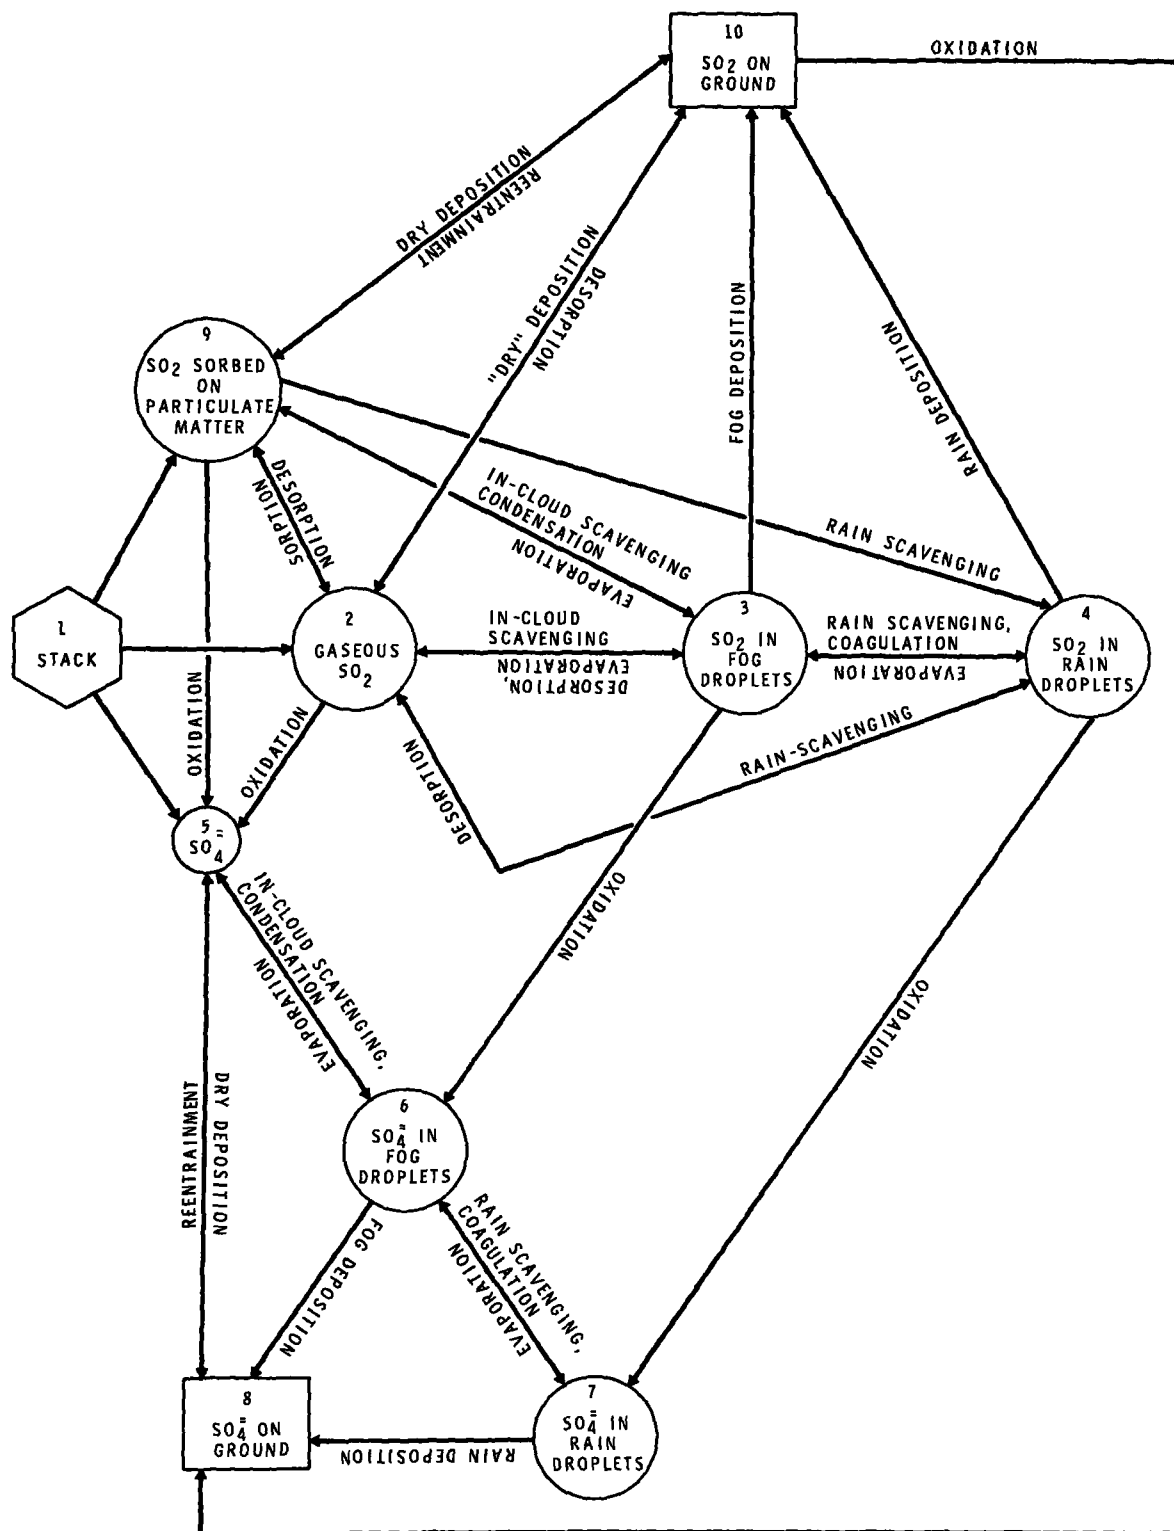 10
SO2 ON
GROUND
OXIDATION
DRY DEPOSITION
REENTRAINMENT
"DRY" DEPOSITION
DESORPTION
FOG DEPOSITION
RAIN DEPOSITION
9
SO2 SORBED
ON
PARTICULATE
MATTER
DESORPTION
SORPTION
IN-CLOUD SCAVENGING
CONDENSATION
EVAPORATION
RAIN SCAVENGING
1
STACK
2
GASEOUS
SO2
IN-CLOUD
SCAVENGING
DESORPTION,
EVAPORATION
3
SO2 IN
FOG
DROPLETS
RAIN SCAVENGING,
COAGULATION
EVAPORATION
4
SO2 IN
RAIN
DROPLETS
OXIDATION
OXIDATION
DESORPTION
RAIN-SCAVENGING
5
SO4=
IN-CLOUD SCAVENGING,
CONDENSATION
EVAPORATION
OXIDATION
OXIDATION
REENTRAINMENT
DRY DEPOSITION
6
SO4= IN
FOG
DROPLETS
FOG DEPOSITION
RAIN SCAVENGING,
COAGULATION
EVAPORATION
8
SO4= ON
GROUND
RAIN DEPOSITION
7
SO4= IN
RAIN
DROPLETS